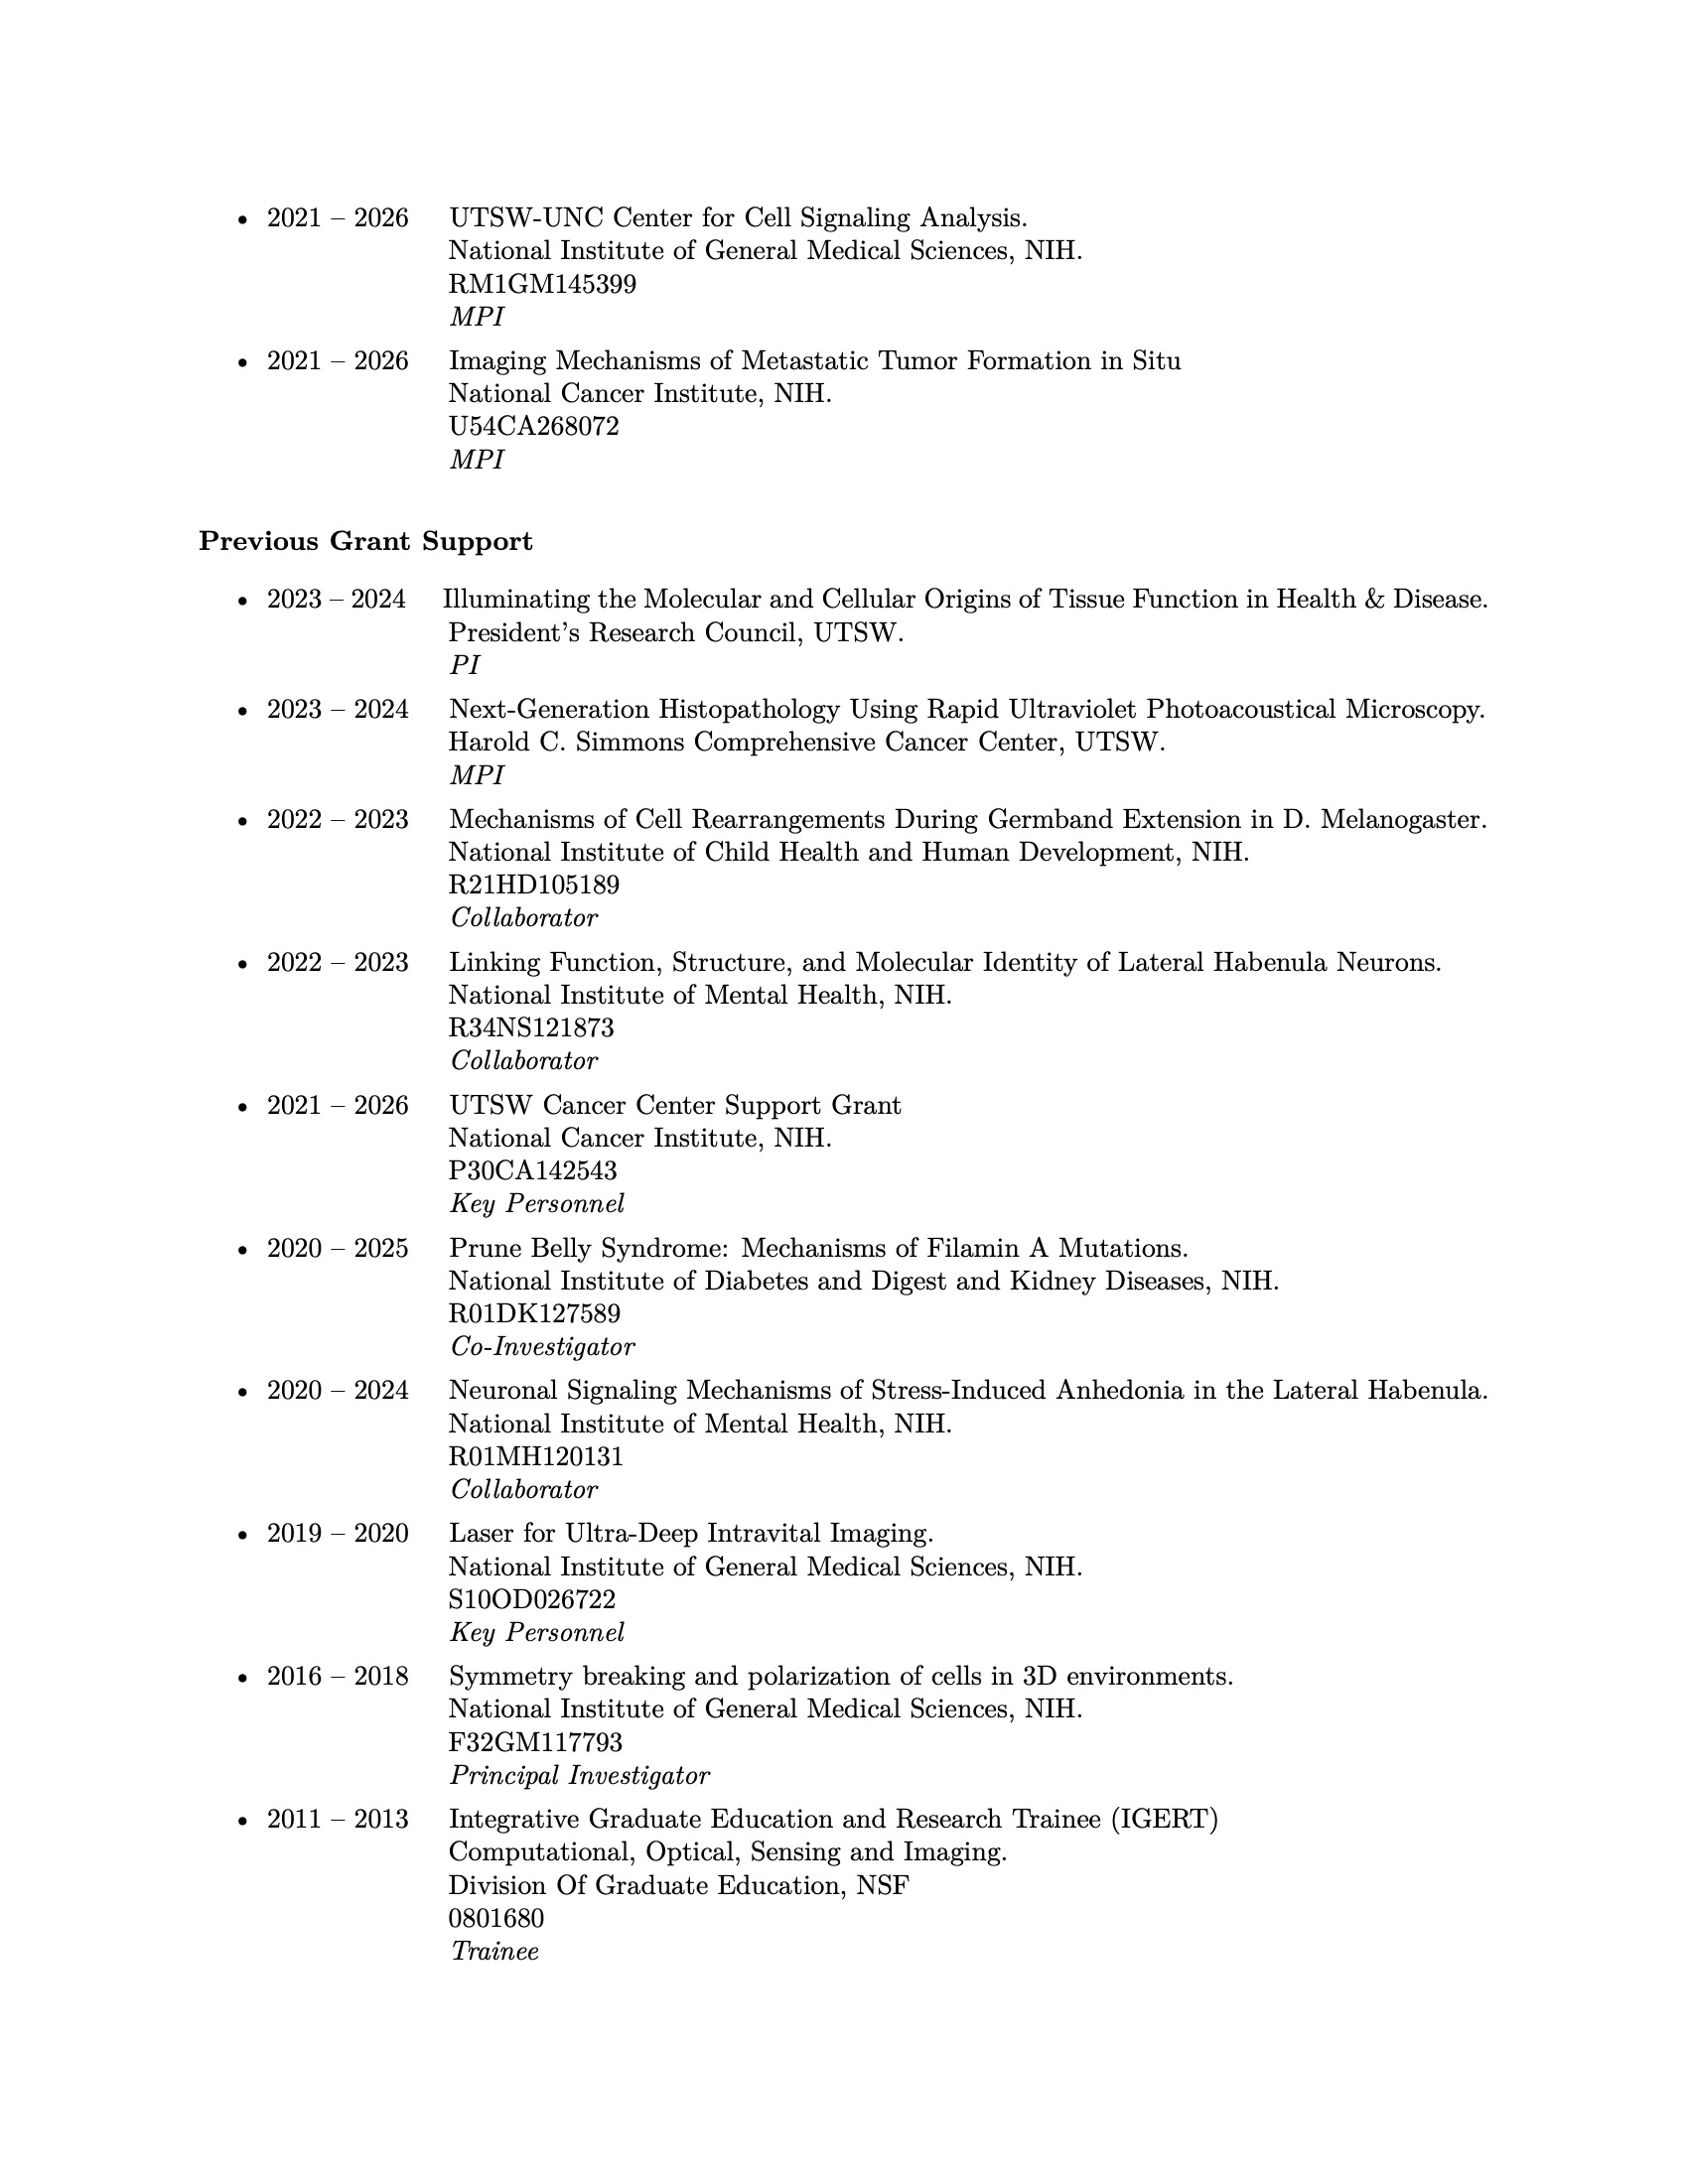 • 2021 – 2026 UTSW-UNC Center for Cell Signaling Analysis.
National Institute of General Medical Sciences, NIH.
RM1GM145399
MPI
• 2021 – 2026 Imaging Mechanisms of Metastatic Tumor Formation in Situ
National Cancer Institute, NIH.
U54CA268072
MPI
Previous Grant Support
• 2023 – 2024 Illuminating the Molecular and Cellular Origins of Tissue Function in Health & Disease.
President’s Research Council, UTSW.
PI
• 2023 – 2024 Next-Generation Histopathology Using Rapid Ultraviolet Photoacoustical Microscopy.
Harold C. Simmons Comprehensive Cancer Center, UTSW.
MPI
• 2022 – 2023 Mechanisms of Cell Rearrangements During Germband Extension in D. Melanogaster.
National Institute of Child Health and Human Development, NIH.
R21HD105189
Collaborator
• 2022 – 2023 Linking Function, Structure, and Molecular Identity of Lateral Habenula Neurons.
National Institute of Mental Health, NIH.
R34NS121873
Collaborator
• 2021 – 2026 UTSW Cancer Center Support Grant
National Cancer Institute, NIH.
P30CA142543
Key Personnel
• 2020 – 2025 Prune Belly Syndrome: Mechanisms of Filamin A Mutations.
National Institute of Diabetes and Digest and Kidney Diseases, NIH.
R01DK127589
Co-Investigator
• 2020 – 2024 Neuronal Signaling Mechanisms of Stress-Induced Anhedonia in the Lateral Habenula.
National Institute of Mental Health, NIH.
R01MH120131
Collaborator
• 2019 – 2020 Laser for Ultra-Deep Intravital Imaging.
National Institute of General Medical Sciences, NIH.
S10OD026722
Key Personnel
• 2016 – 2018 Symmetry breaking and polarization of cells in 3D environments.
National Institute of General Medical Sciences, NIH.
F32GM117793
Principal Investigator
• 2011 – 2013 Integrative Graduate Education and Research Trainee (IGERT)
Computational, Optical, Sensing and Imaging.
Division Of Graduate Education, NSF
0801680
Trainee